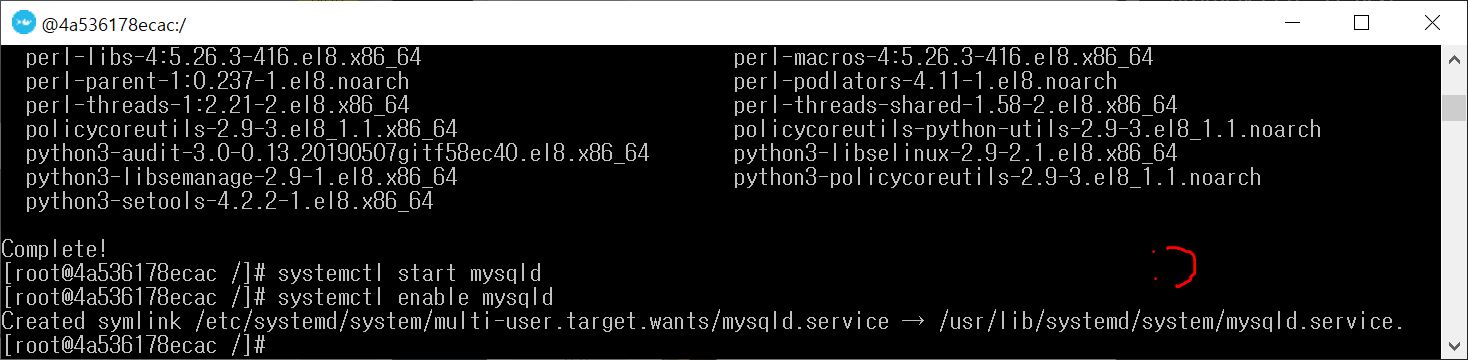 @4a536178ecac:/
perl-libs-4:5.26.3-416.el8.x86_64 perl-macros-4:5.26.3-416.el8.x86_64
perl-parent-1:0.237-1.el8.noarch perl-podlators-4.11-1.el8.noarch
perl-threads-1:2.21-2.el8.x86_64 perl-threads-shared-1.58-2.el8.x86_64
policycoreutils-2.9-3.el8_1.1.x86_64 policycoreutils-python-utils-2.9-3.el8_1.1.noarch
python3-audit-3.0-0.13.20190507gitf58ec40.el8.x86_64 python3-libselinux-2.9-2.1.el8.x86_64
python3-libsemanage-2.9-1.el8.x86_64 python3-policycoreutils-2.9-3.el8_1.1.noarch
python3-setools-4.2.2-1.el8.x86_64
Complete!
[root@4a536178ecac /]# systemctl start mysqld
[root@4a536178ecac /]# systemctl enable mysqld
Created symlink /etc/systemd/system/multi-user.target.wants/mysqld.service → /usr/lib/systemd/system/mysqld.service.
[root@4a536178ecac /]#